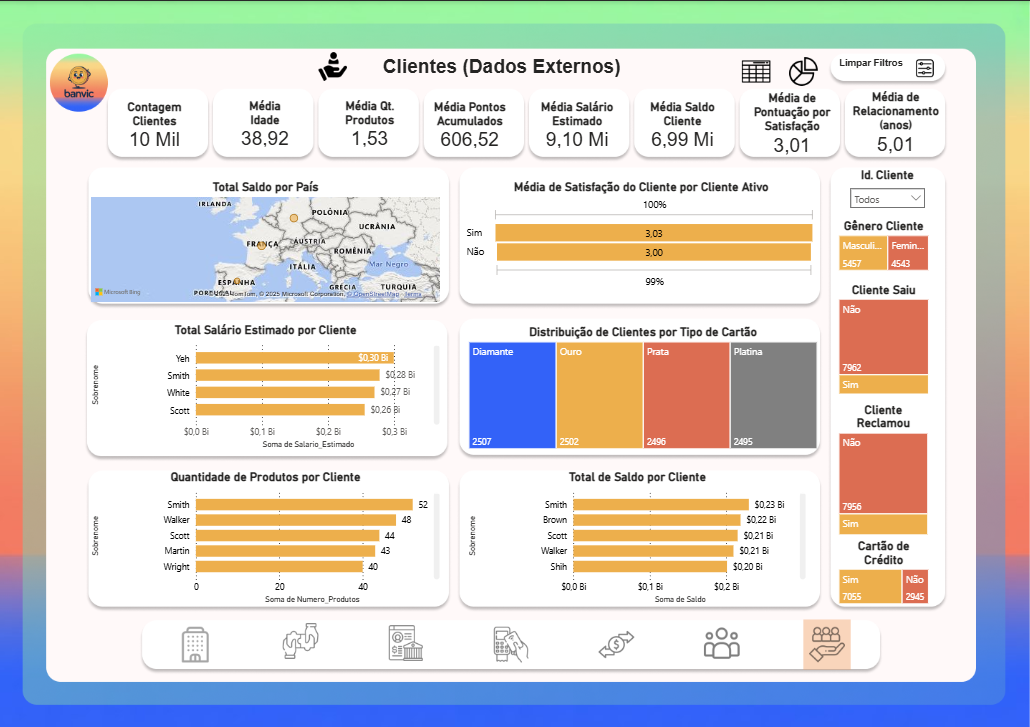 banvic
Clientes (Dados Externos)
Limpar Filtros
Contagem
Clientes
10 Mil
Média
Idade
38,92
Média Qt.
Produtos
1,53
Média Pontos
Acumulados
606,52
Média Salário
Estimado
9,10 Mi
Média Saldo
Cliente
6,99 Mi
Média de
Pontuação por
Satisfação
3,01
Média de
Relacionamento
(anos)
5,01
Total Saldo por País
IRLANDA
POLÔNIA
UCRÂNIA
FRANÇA
ÁUSTRIA
ROMÊNIA
ITÁLIA
Mar Negro
ESPANHA
GRÉCIA
TURQUIA
Microsoft Bing
© 2025 TomTom, © 2025 Microsoft Corporation, © OpenStreetMap Terms
Média de Satisfação do Cliente por Cliente Ativo
100%
Sim
3,03
Não
3,00
99%
Id. Cliente
Todos
Gênero Cliente
Masculi...
5457
Femin...
4543
Cliente Saiu
Não
7962
Sim
Cliente
Reclamou
Não
7956
Sim
Cartão de
Crédito
Sim
7055
Não
2945
Total Salário Estimado por Cliente
Sobrenome
Yeh
$0,30 Bi
Smith
$0,28 Bi
White
$0,27 Bi
Scott
$0,26 Bi
$0,0 Bi
$0,1 Bi
$0,2 Bi
$0,3 Bi
Soma de Salario_Estimado
Distribuição de Clientes por Tipo de Cartão
Diamante
2507
Ouro
2502
Prata
2496
Platina
2495
Quantidade de Produtos por Cliente
Sobrenome
Smith
52
Walker
48
Scott
44
Martin
43
Wright
40
0
20
40
Soma de Numero_Produtos
Total de Saldo por Cliente
Sobrenome
Smith
$0,23 Bi
Brown
$0,22 Bi
Scott
$0,21 Bi
Walker
$0,21 Bi
Shih
$0,20 Bi
$0,0 Bi
$0,1 Bi
$0,2 Bi
Soma de Saldo